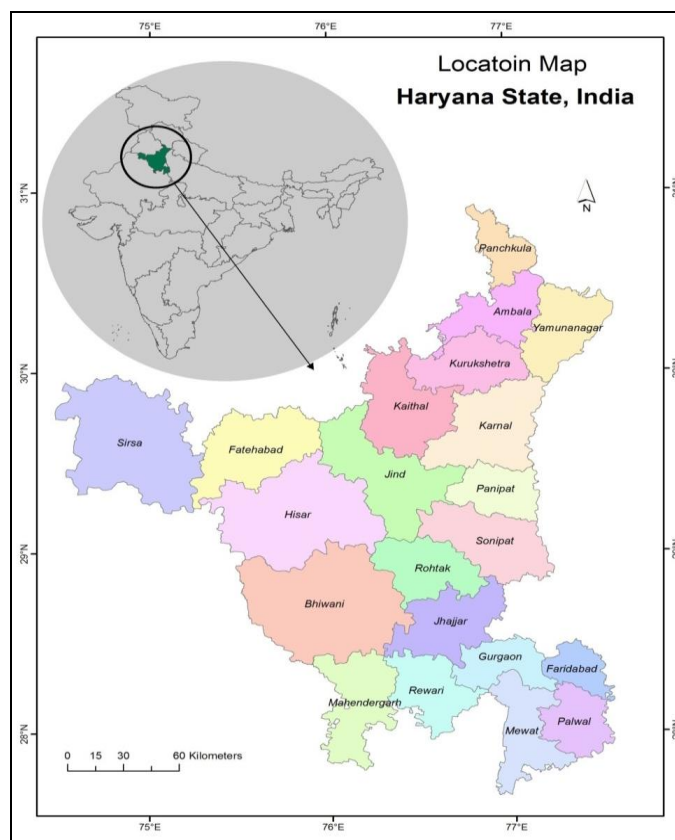 75°E 76°E 77°E
Locatoin Map
Haryana State, India
31°N
N
Panchkula
Ambala
Yamunanagar
Kurukshetra
30°N
Kaithal
Karnal
Sirsa
Fatehabad
Jind
Panipat
Hisar
Sonipat
29°N
Rohtak
Bhiwani
Jhajjar
Gurgaon
Faridabad
Rewari
Mahendergarh
Palwal
Mewat
28°N
0 15 30 60 Kilometers
75°E 76°E 77°E